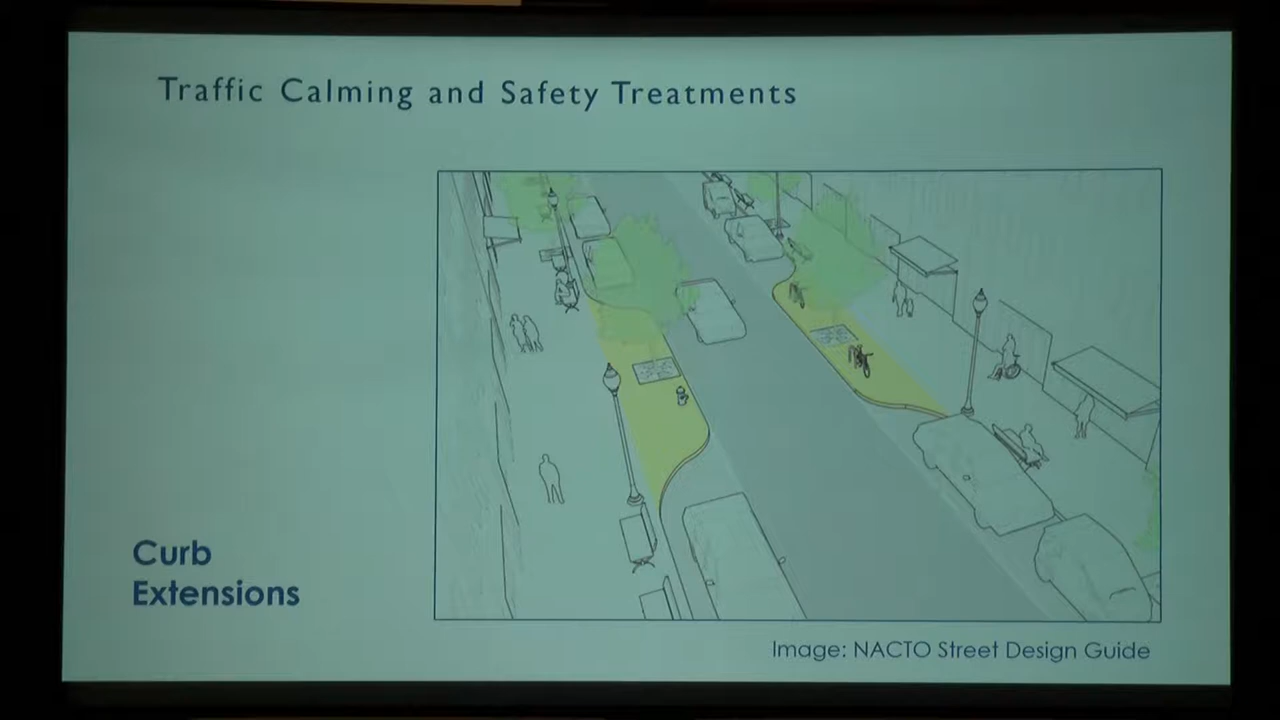 Traffic Calming and Safety Treatments
Curb
Extensions
Image: NACTO Street Design Guide